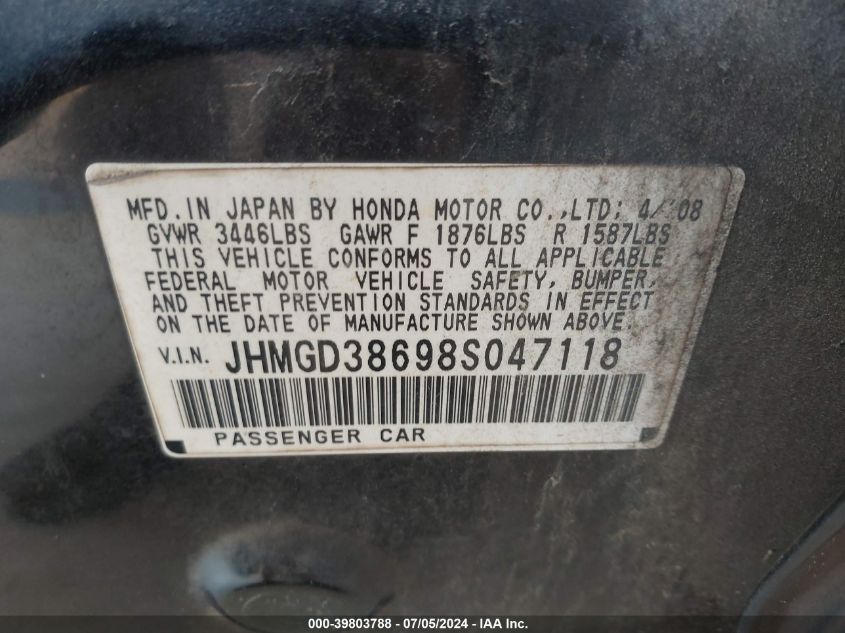 MFD. IN JAPAN BY HONDA MOTOR CO., LTD; 4/'08
GVWR 3446LBS GAWR F 1876LBS R 1587LBS
THIS VEHICLE CONFORMS TO ALL APPLICABLE
FEDERAL MOTOR VEHICLE SAFETY, BUMPER,
AND THEFT PREVENTION STANDARDS IN EFFECT
ON THE DATE OF MANUFACTURE SHOWN ABOVE.
V.I.N. JHMGD38698S047118
PASSENGER CAR
000-39803788 - 07/05/2024 - IAA Inc.